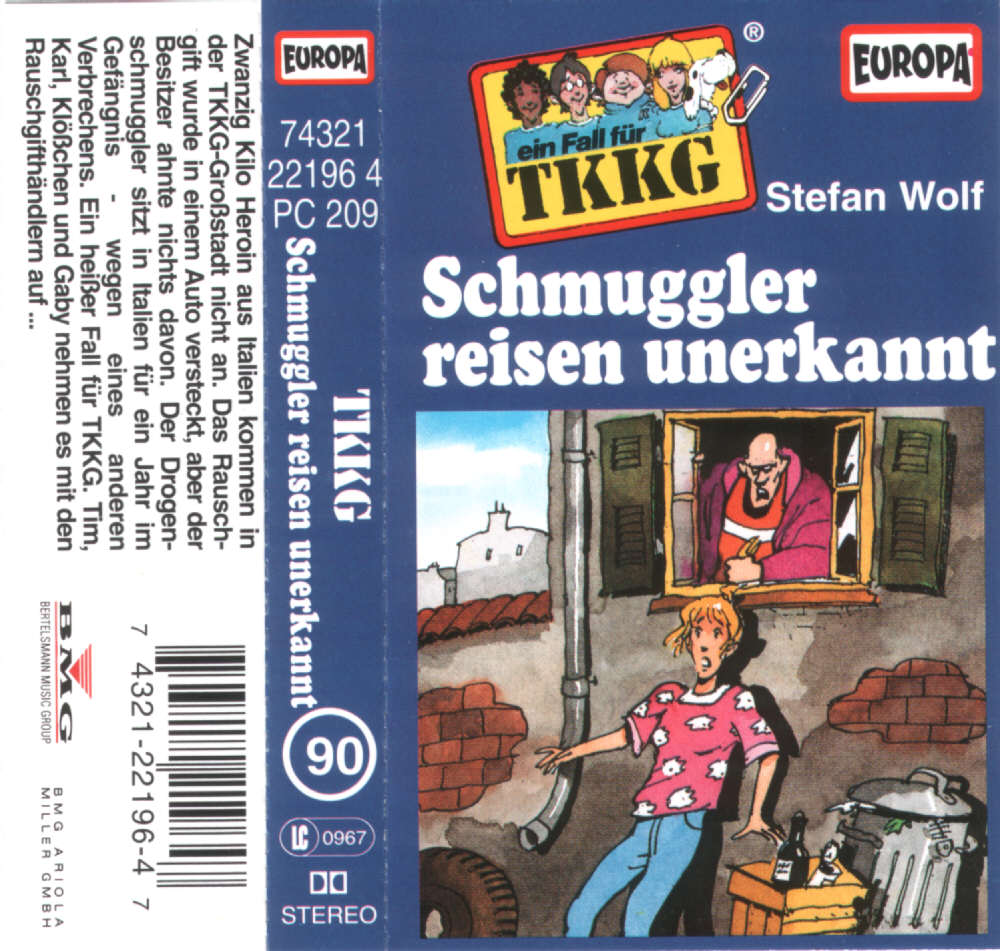 Zwanzig Kilo Heroin aus Italien kommen in
der TKKG-Großstadt nicht an. Das Rausch-
gift wurde in einem Auto versteckt, aber der
Besitzer ahnte nichts davon. Der Drogen-
schmuggler sitzt in Italien für ein Jahr im
Gefängnis - wegen eines anderen
Verbrechens. Ein heißer Fall für TKKG. Tim,
Karl, Klößchen und Gaby nehmen es mit den
Rauschgifthändlern auf ...
7 4321-22196-4 7
BMG
BERTELSMANN MUSIC GROUP
BMG ARIOLA
MILLER GMBH
EUROPA
74321
22196 4
PC 209
TKKG
Schmuggler reisen unerkannt
90
LC 0967
STEREO
ein Fall für
TKKG
®
EUROPA
Stefan Wolf
Schmuggler
reisen unerkannt